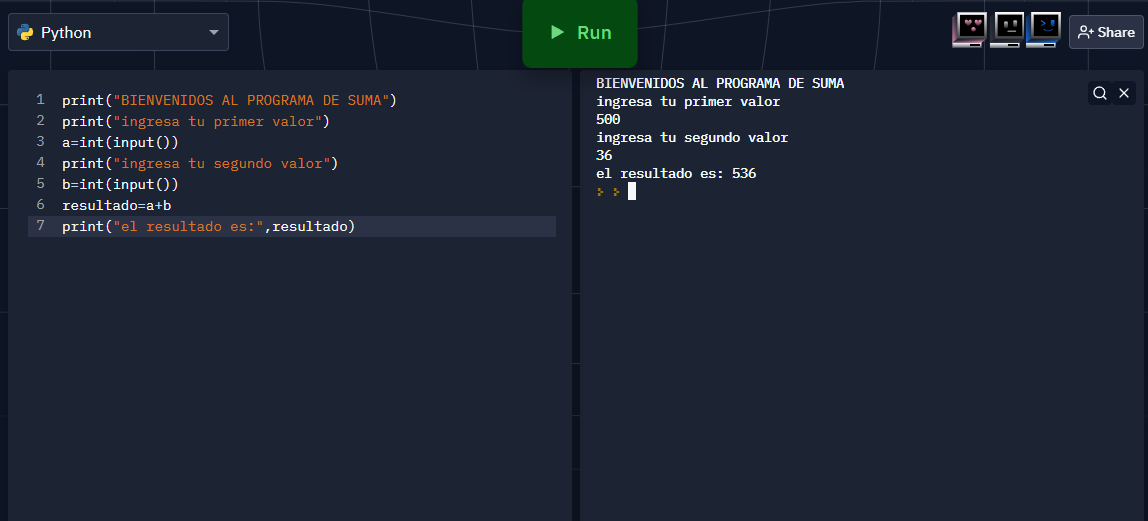 Python
Run
Share
1 print("BIENVENIDOS AL PROGRAMA DE SUMA")
2 print("ingresa tu primer valor")
3 a=int(input())
4 print("ingresa tu segundo valor")
5 b=int(input())
6 resultado=a+b
7 print("el resultado es:",resultado)
BIENVENIDOS AL PROGRAMA DE SUMA
ingresa tu primer valor
500
ingresa tu segundo valor
36
el resultado es: 536